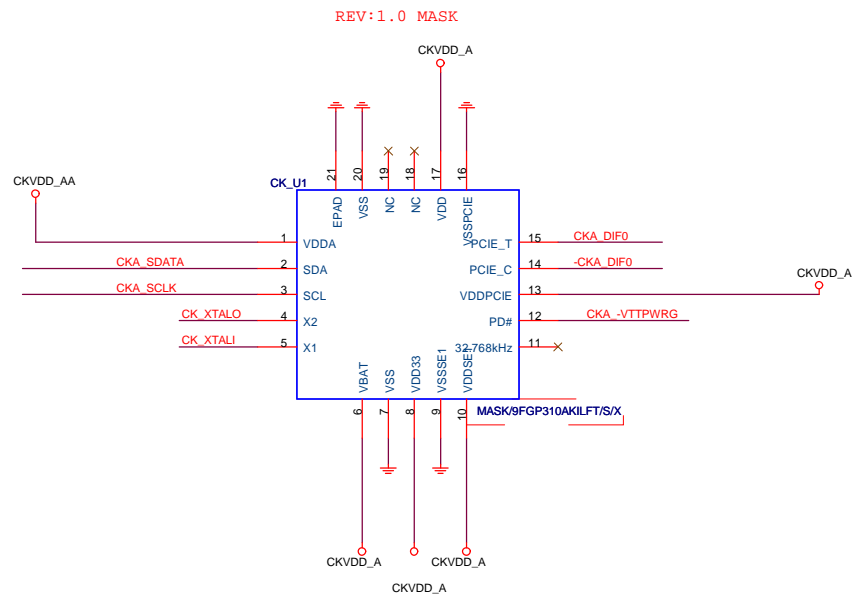 REV:1.0 MASK
CKVDD_A
21
20
19
18
17
16
CK_U1
EPAD
VSS
NC
NC
VDD
VSSPCIE
CKVDD_AA
1
VDDA
PCIE_T
15
CKA_DIF0
CKA_SDATA
2
SDA
PCIE_C
14
-CKA_DIF0
CKVDD_A
CKA_SCLK
3
SCL
VDDPCIE
13
CK_XTALO
4
X2
PD#
12
CKA_-VTTPWRG
CK_XTALI
5
X1
32.768kHz
11
VBAT
VSS
VDD33
VSSSE1
VDDSE1
6
7
8
9
10
MASK/9FGP310AKILFT/S/X
CKVDD_A
CKVDD_A
CKVDD_A